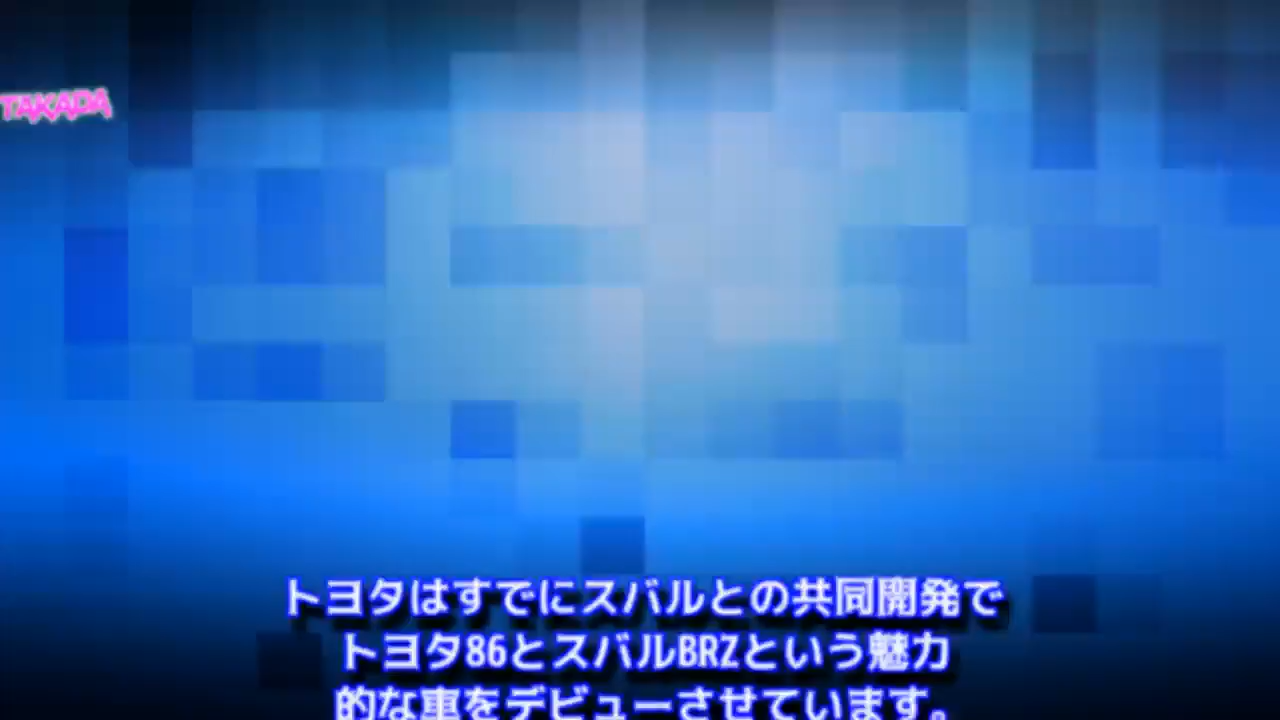 TAKADA
トヨタはすでにスバルとの共同開発で
トヨタ86とスバルBRZという魅力
的な車をデビューさせています。